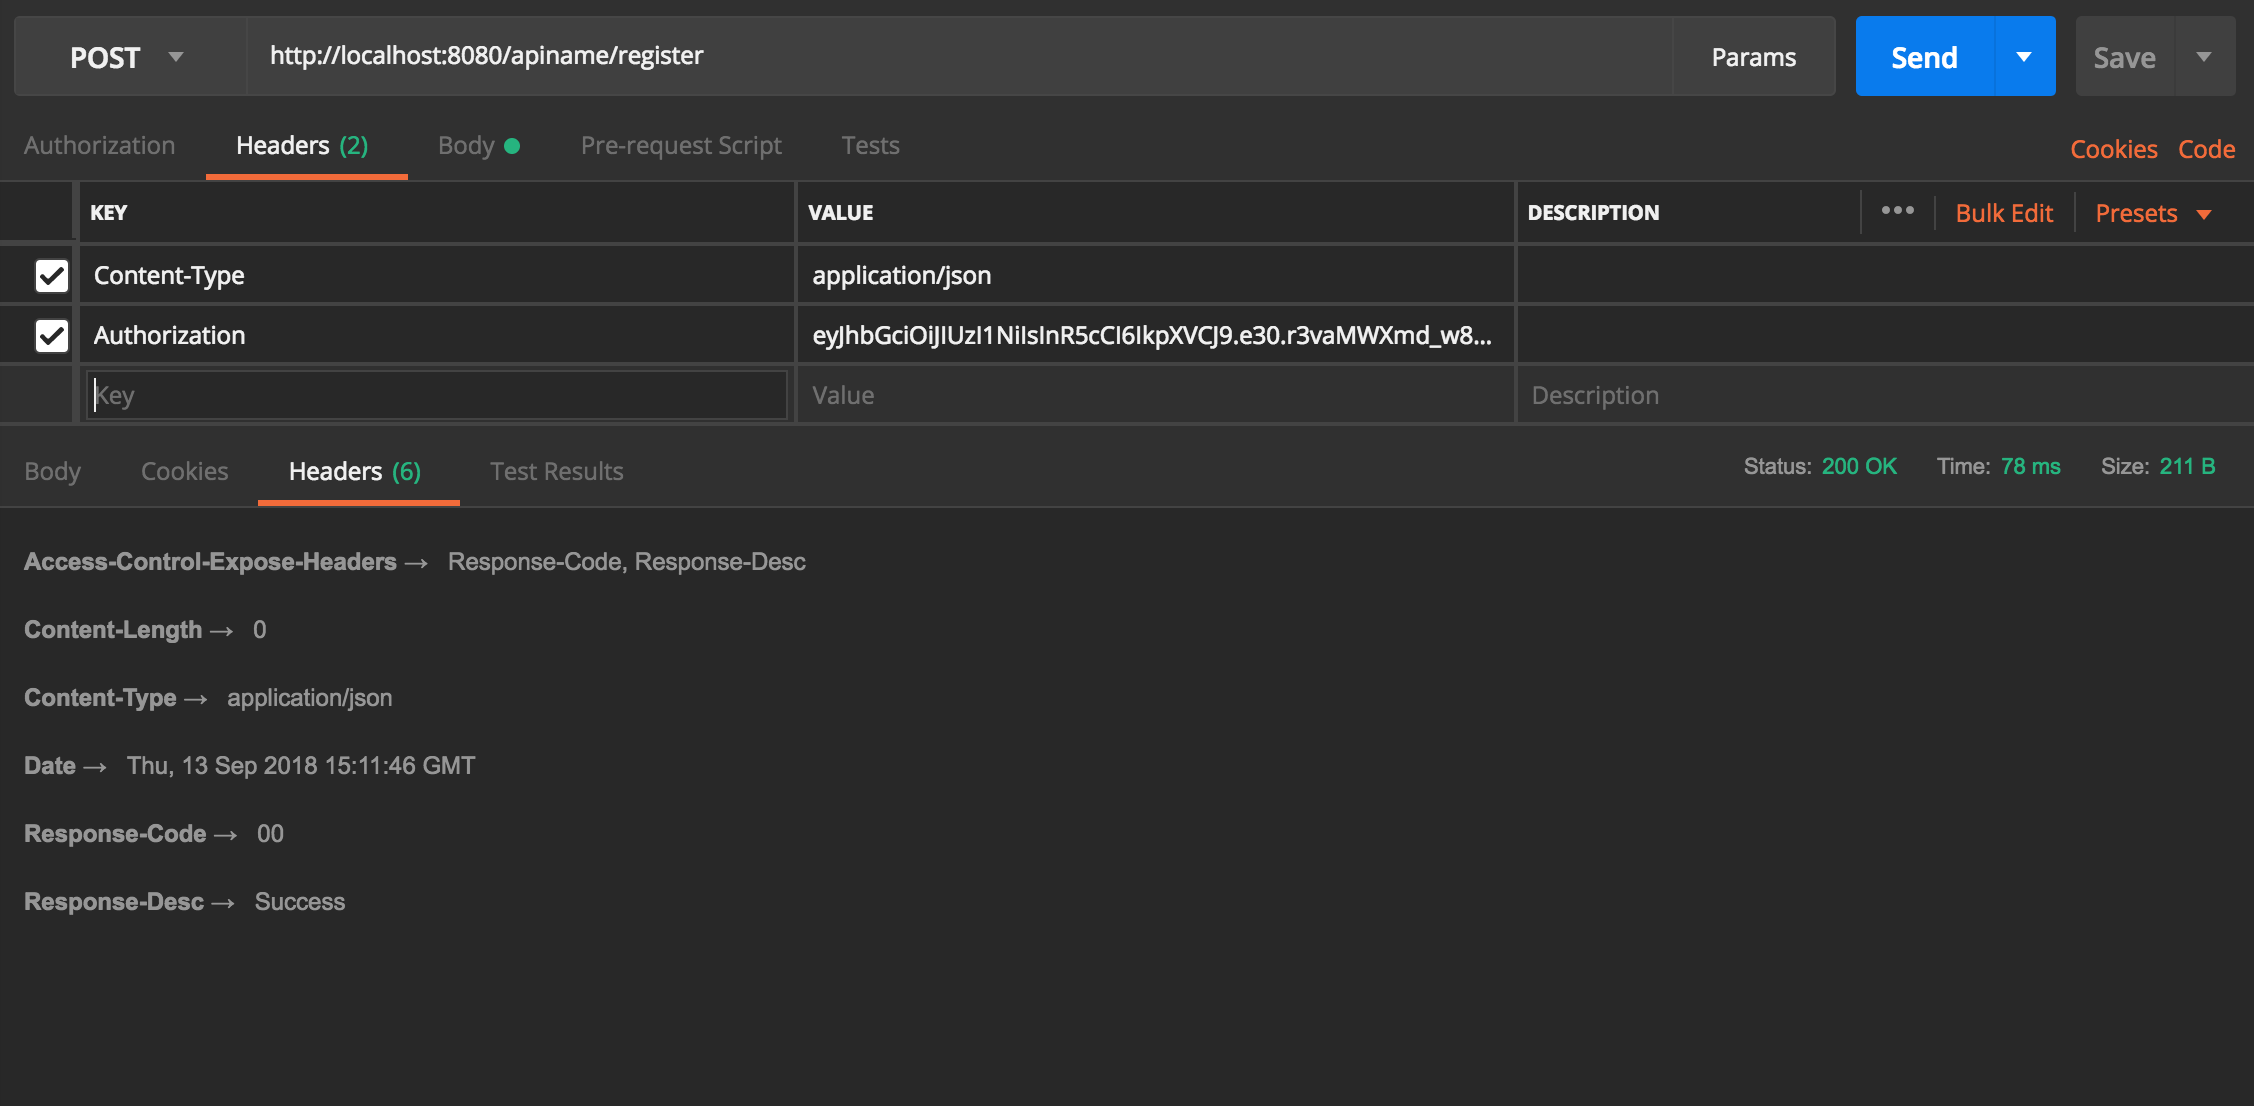 POST http://localhost:8080/apiname/register Params Send Save
Authorization Headers (2) Body Pre-request Script Tests Cookies Code
KEY VALUE DESCRIPTION ••• Bulk Edit Presets
Content-Type application/json
Authorization eyJhbGciOiJIUzI1NiIsInR5cCI6IkpXVCJ9.e30.r3vaMWXmd_w8...
Key Value Description
Body Cookies Headers (6) Test Results Status: 200 OK Time: 78 ms Size: 211 B
Access-Control-Expose-Headers → Response-Code, Response-Desc
Content-Length → 0
Content-Type → application/json
Date → Thu, 13 Sep 2018 15:11:46 GMT
Response-Code → 00
Response-Desc → Success